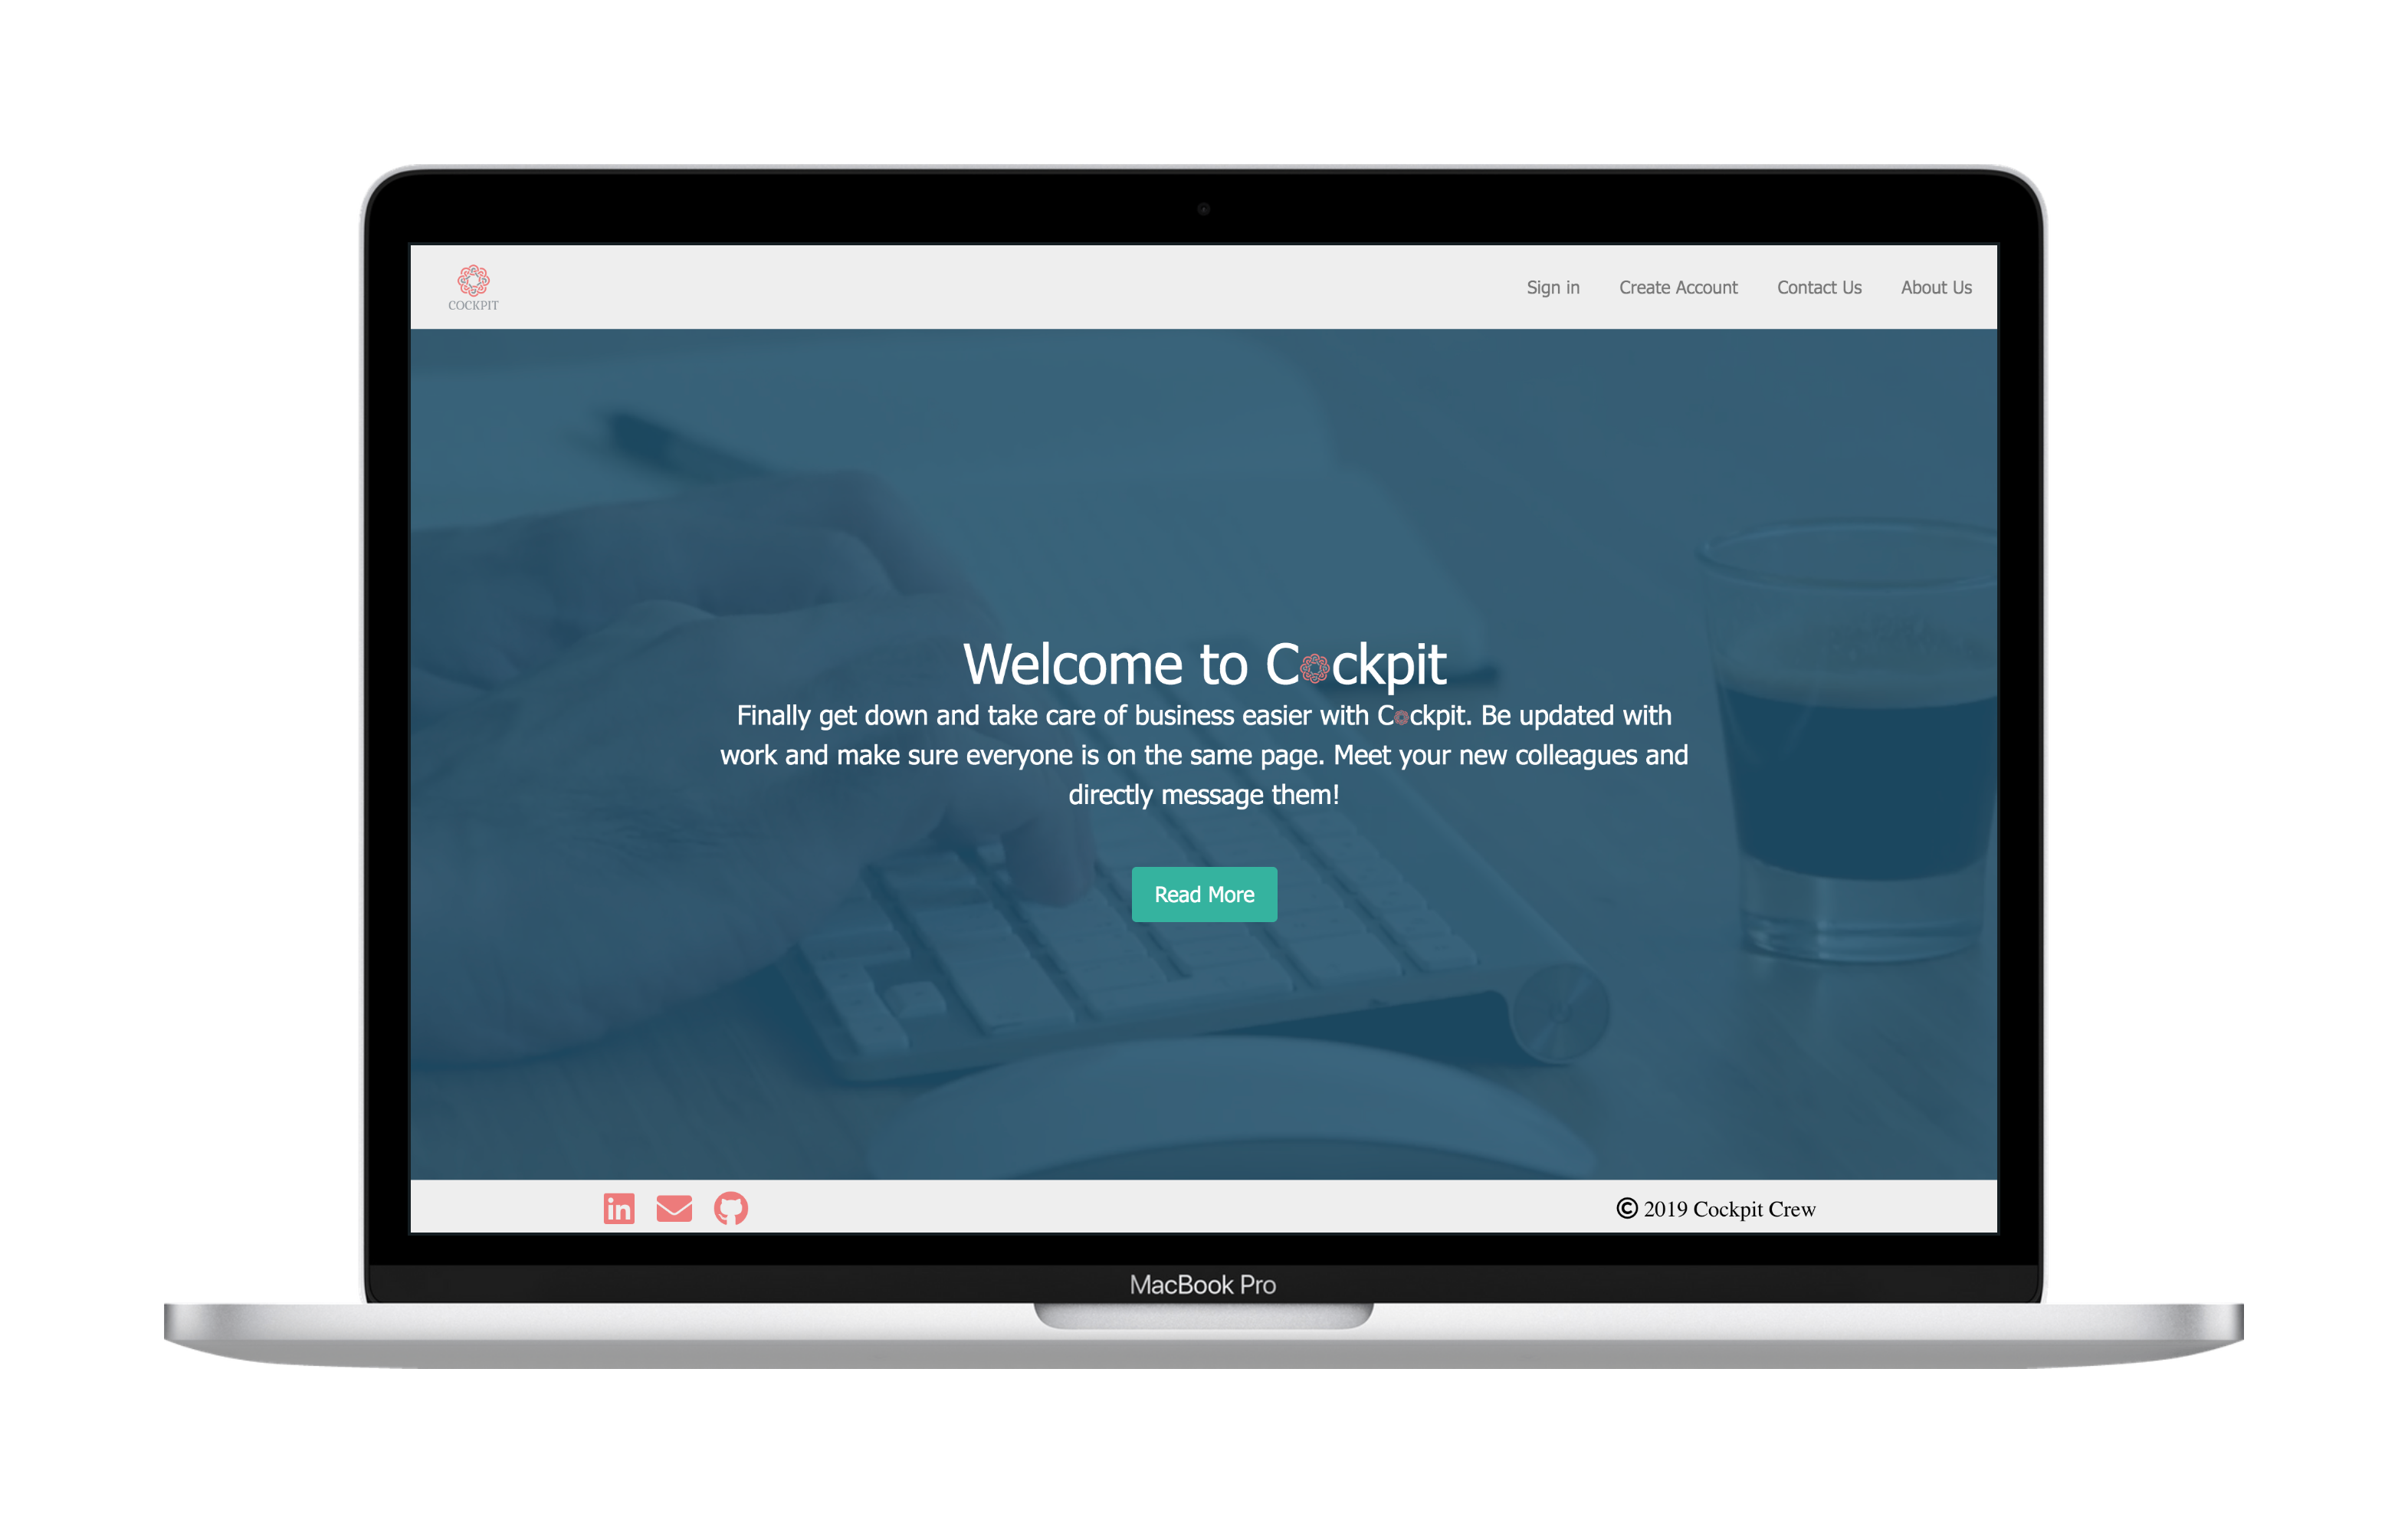 COCKPIT
Sign in Create Account Contact Us About Us
Welcome to Cockpit
Finally get down and take care of business easier with Cockpit. Be updated with
work and make sure everyone is on the same page. Meet your new colleagues and
directly message them!
Read More
in
© 2019 Cockpit Crew
MacBook Pro